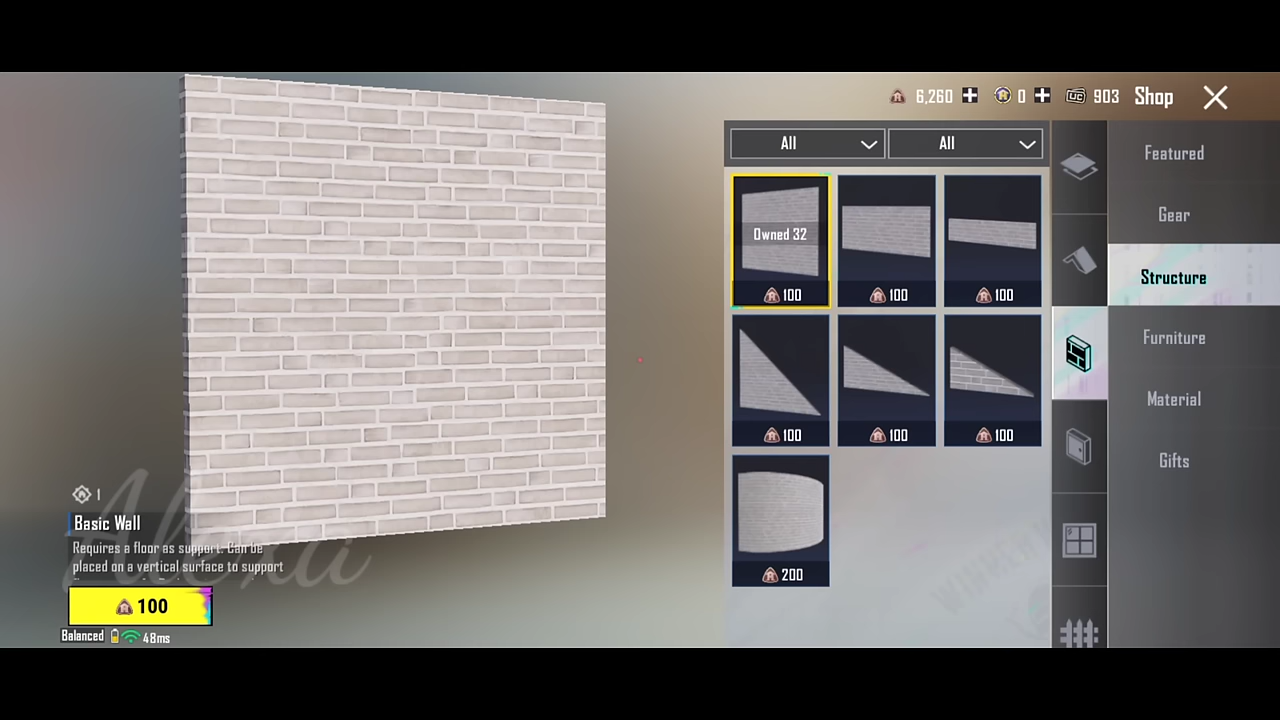 6,260
0
903
Shop
All
All
Featured
Gear
Structure
Furniture
Material
Gifts
Owned 32
100
100
100
100
100
100
200
1
Basic Wall
Requires a floor as support. Can be
placed on a vertical surface to support
100
Balanced
48ms
Alexa